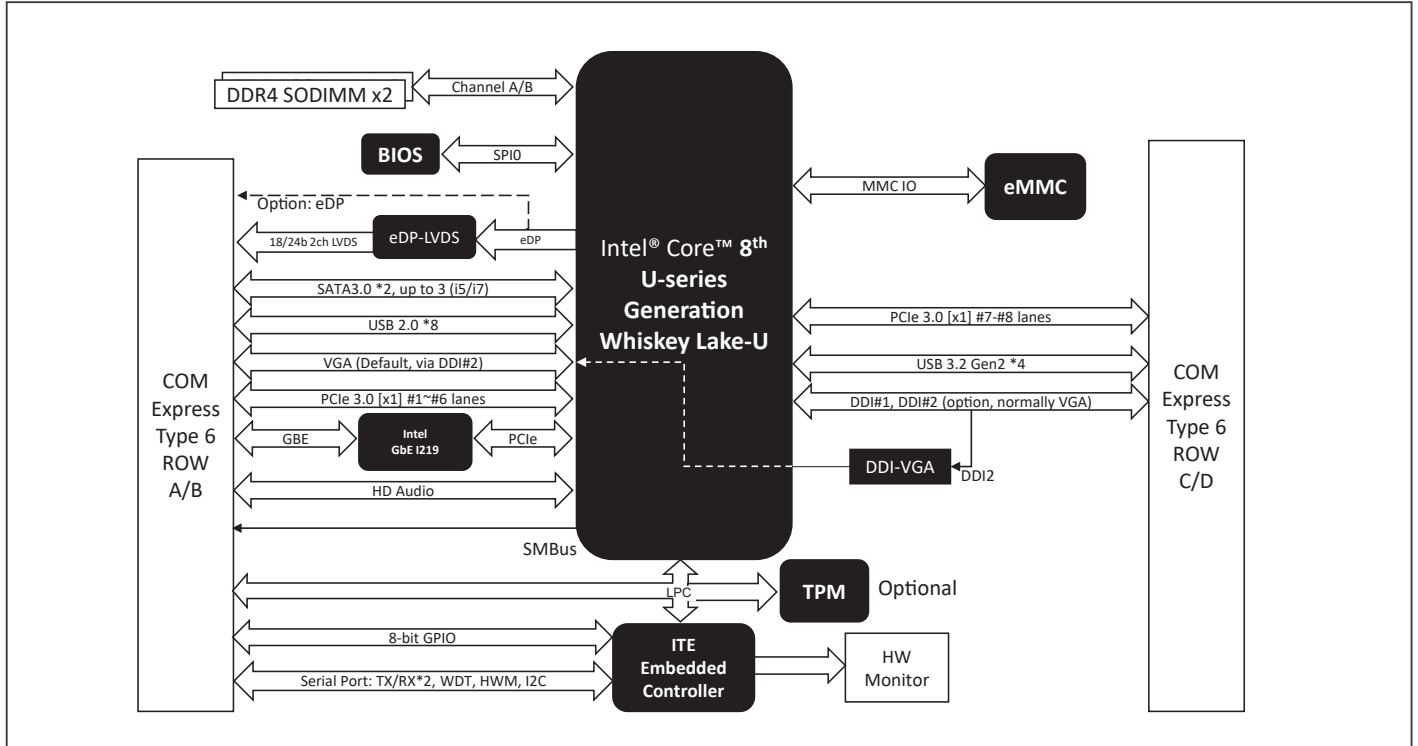 DDR4 SODIMM x2
Channel A/B
BIOS
SPI0
Option: eDP
18/24b 2ch LVDS
eDP-LVDS
eDP
SATA3.0 *2, up to 3 (i5/i7)
USB 2.0 *8
VGA (Default, via DDI#2)
PCIe 3.0 [x1] #1~#6 lanes
GBE
Intel
GbE I219
PCIe
HD Audio
SMBus
COM
Express
Type 6
ROW
A/B
Intel® Core™ 8th
U-series
Generation
Whiskey Lake-U
MMC IO
eMMC
PCIe 3.0 [x1] #7-#8 lanes
USB 3.2 Gen2 *4
DDI#1, DDI#2 (option, normally VGA)
DDI-VGA
DDI2
COM
Express
Type 6
ROW
C/D
LPC
TPM
Optional
8-bit GPIO
Serial Port: TX/RX*2, WDT, HWM, I2C
ITE
Embedded
Controller
HW
Monitor